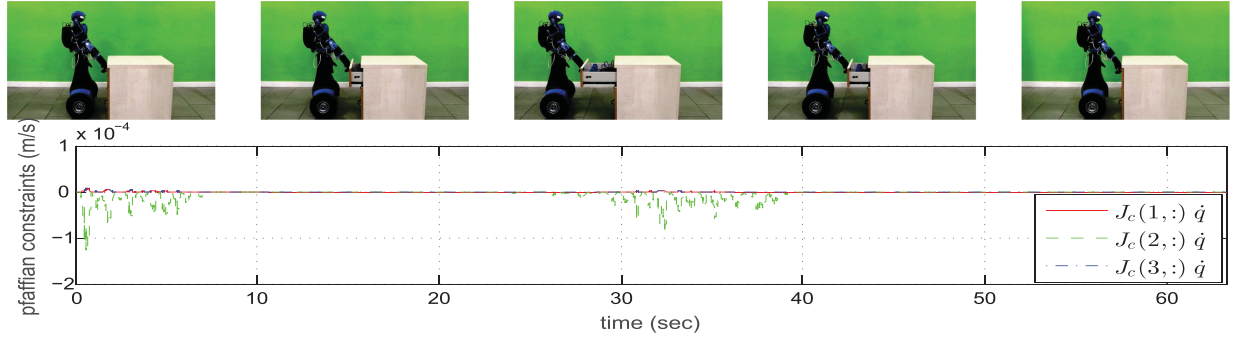 x 10⁻⁴
pfaffian constraints (m/s)
1
0
−1
−2
0
10
20
30
40
50
60
time (sec)
J_c(1,:) q̇
J_c(2,:) q̇
J_c(3,:) q̇